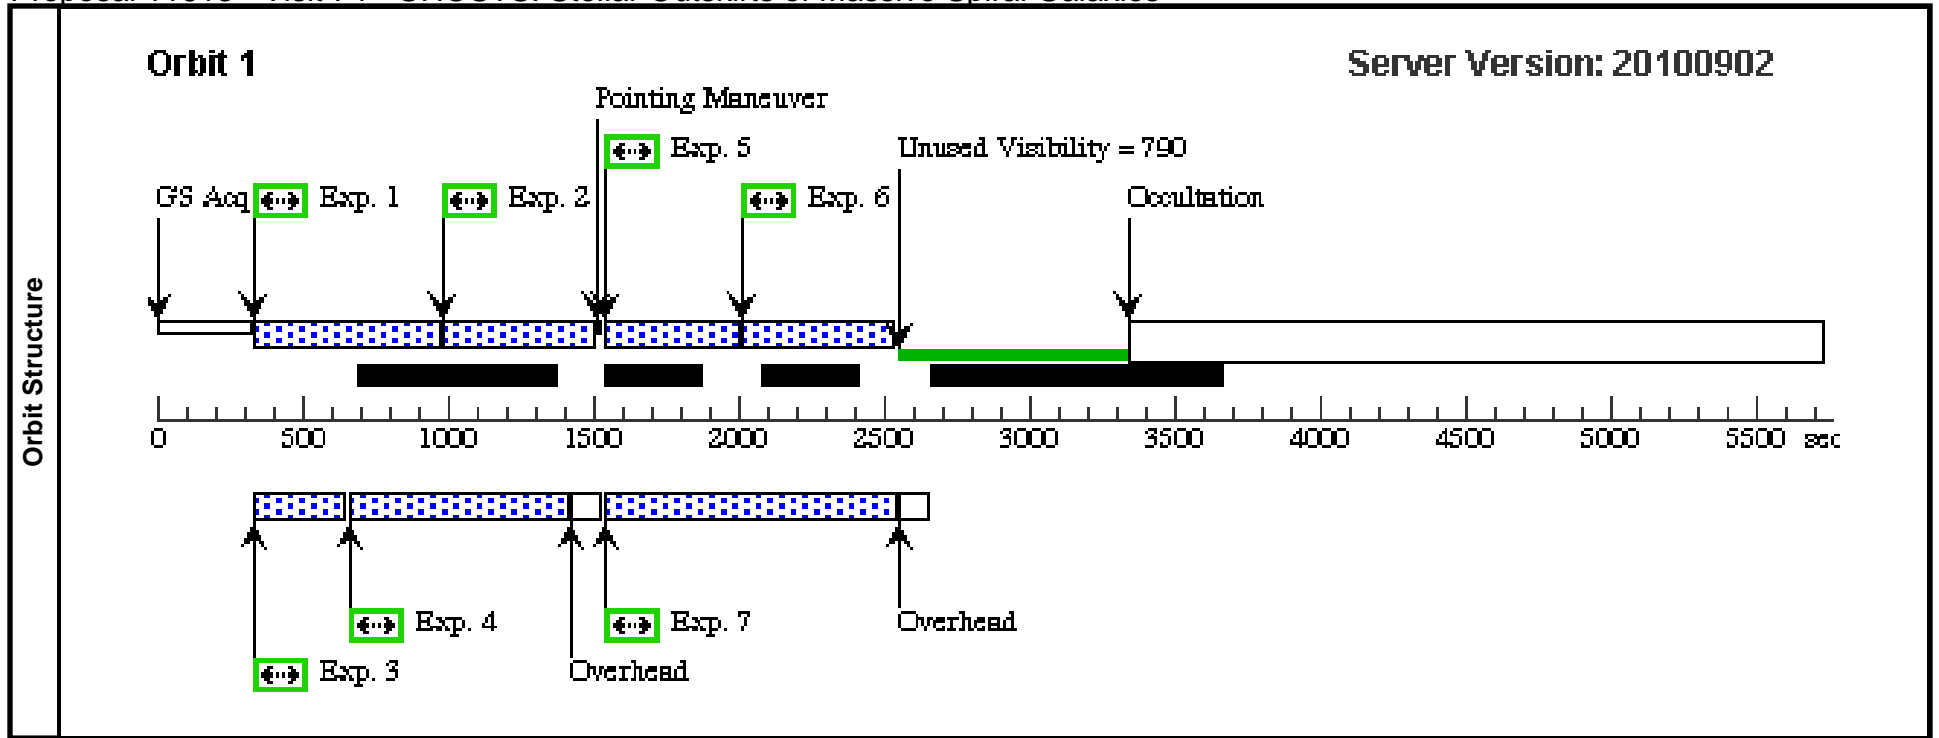 Orbit 1
Server Version: 20100902
Pointing Maneuver
Exp. 5
Unused Visibility = 790
GS Acq
Exp. 1
Exp. 2
Exp. 6
Occultation
Orbit Structure
0 500 1000 1500 2000 2500 3000 3500 4000 4500 5000 5500 sec
Exp. 4
Exp. 7
Overhead
Exp. 3
Overhead